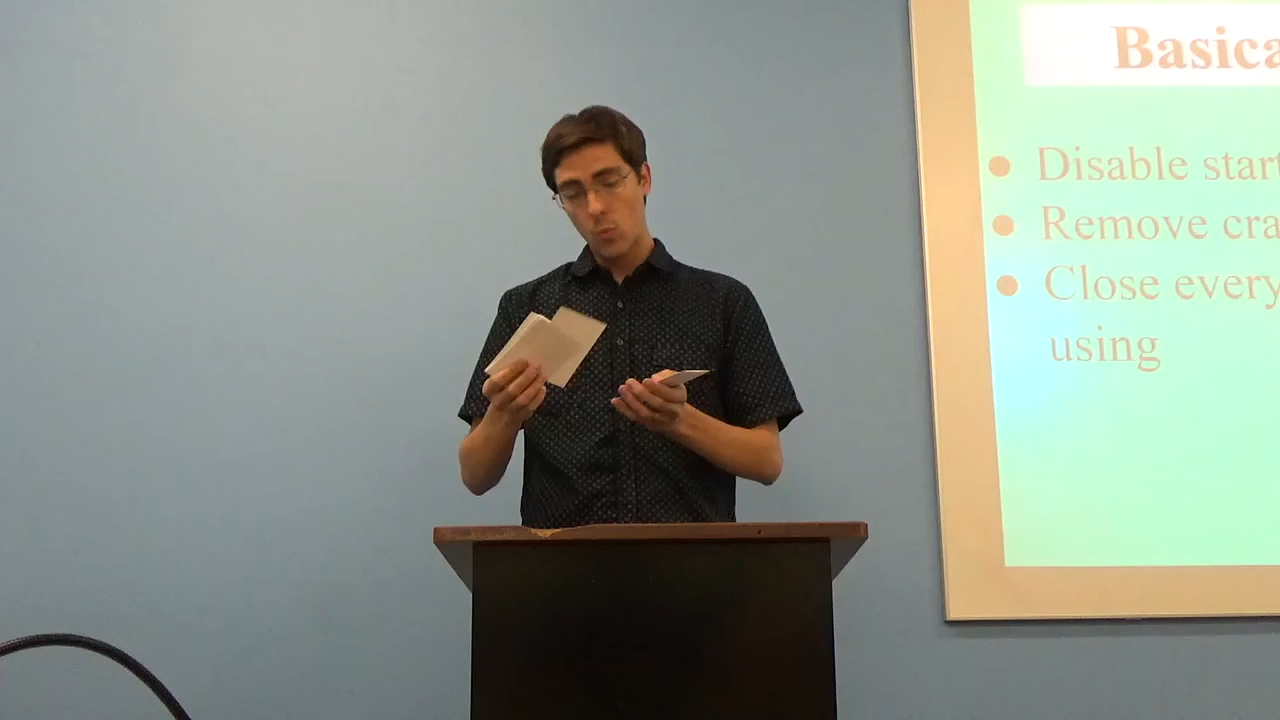 Basica
● Disable start
● Remove cra
● Close every
using